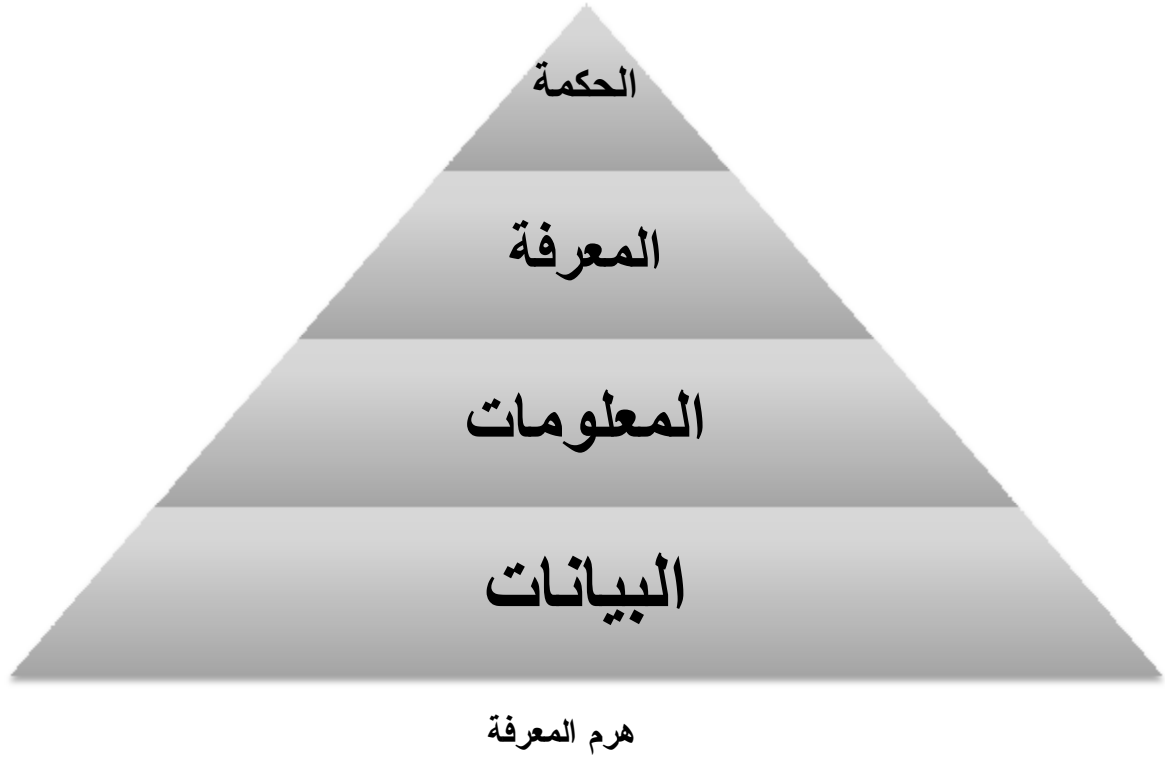 الحكمة
المعرفة
المعلومات
البيانات
هرم المعرفة